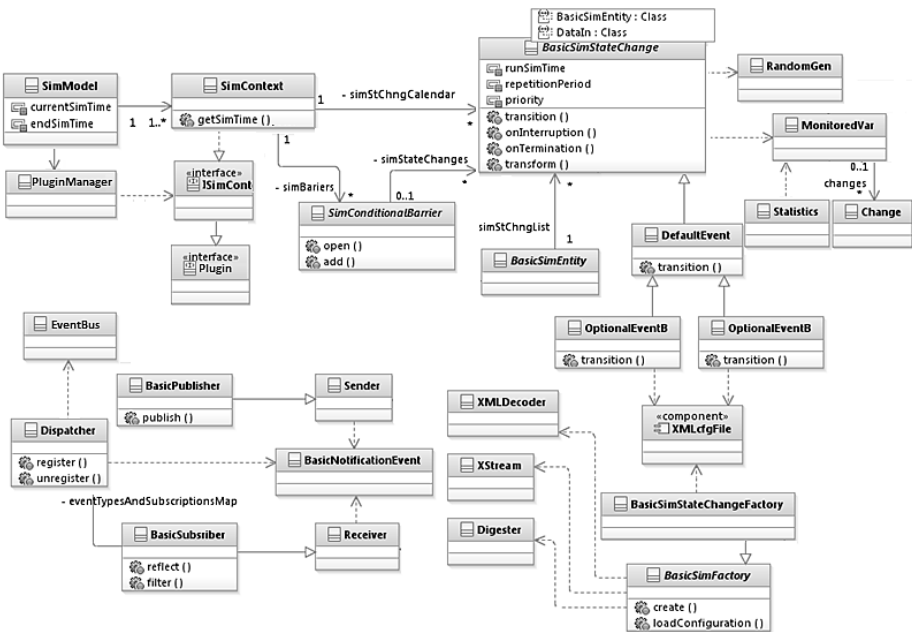 BasicSimEntity : Class
DataIn : Class
BasicSimStateChange
runSimTime
repetitionPeriod
priority
transition ()
onInterruption ()
onTermination ()
transform ()
SimModel
currentSimTime
endSimTime
1
1..*
SimContext
getSimTime ()
1
- simStChngCalendar
*
1
- simBariers
*
- simStateChanges
*
0..1
RandomGen
MonitoredVar
0..1
changes
*
Statistics
Change
PluginManager
«interface»
ISimCont
«interface»
Plugin
SimConditionalBarrier
open ()
add ()
*
simStChngList
1
BasicSimEntity
DefaultEvent
transition ()
OptionalEventB
transition ()
OptionalEventB
transition ()
EventBus
BasicPublisher
publish ()
Sender
Dispatcher
register ()
unregister ()
BasicNotificationEvent
- eventTypesAndSubscriptionsMap
BasicSubsriber
reflect ()
filter ()
Receiver
XMLDecoder
XStream
Digester
«component»
XMLcfgFile
BasicSimStateChangeFactory
BasicSimFactory
create ()
loadConfiguration ()